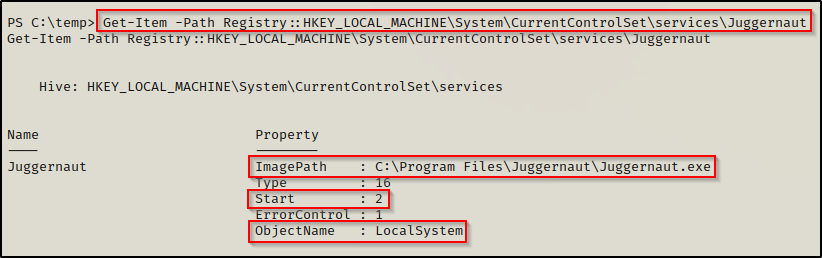 PS C:\temp> Get-Item -Path Registry::HKEY_LOCAL_MACHINE\System\CurrentControlSet\services\Juggernaut
Get-Item -Path Registry::HKEY_LOCAL_MACHINE\System\CurrentControlSet\services\Juggernaut
Hive: HKEY_LOCAL_MACHINE\System\CurrentControlSet\services
Name Property
---- --------
Juggernaut ImagePath : C:\Program Files\Juggernaut\Juggernaut.exe
Type : 16
Start : 2
ErrorControl : 1
ObjectName : LocalSystem